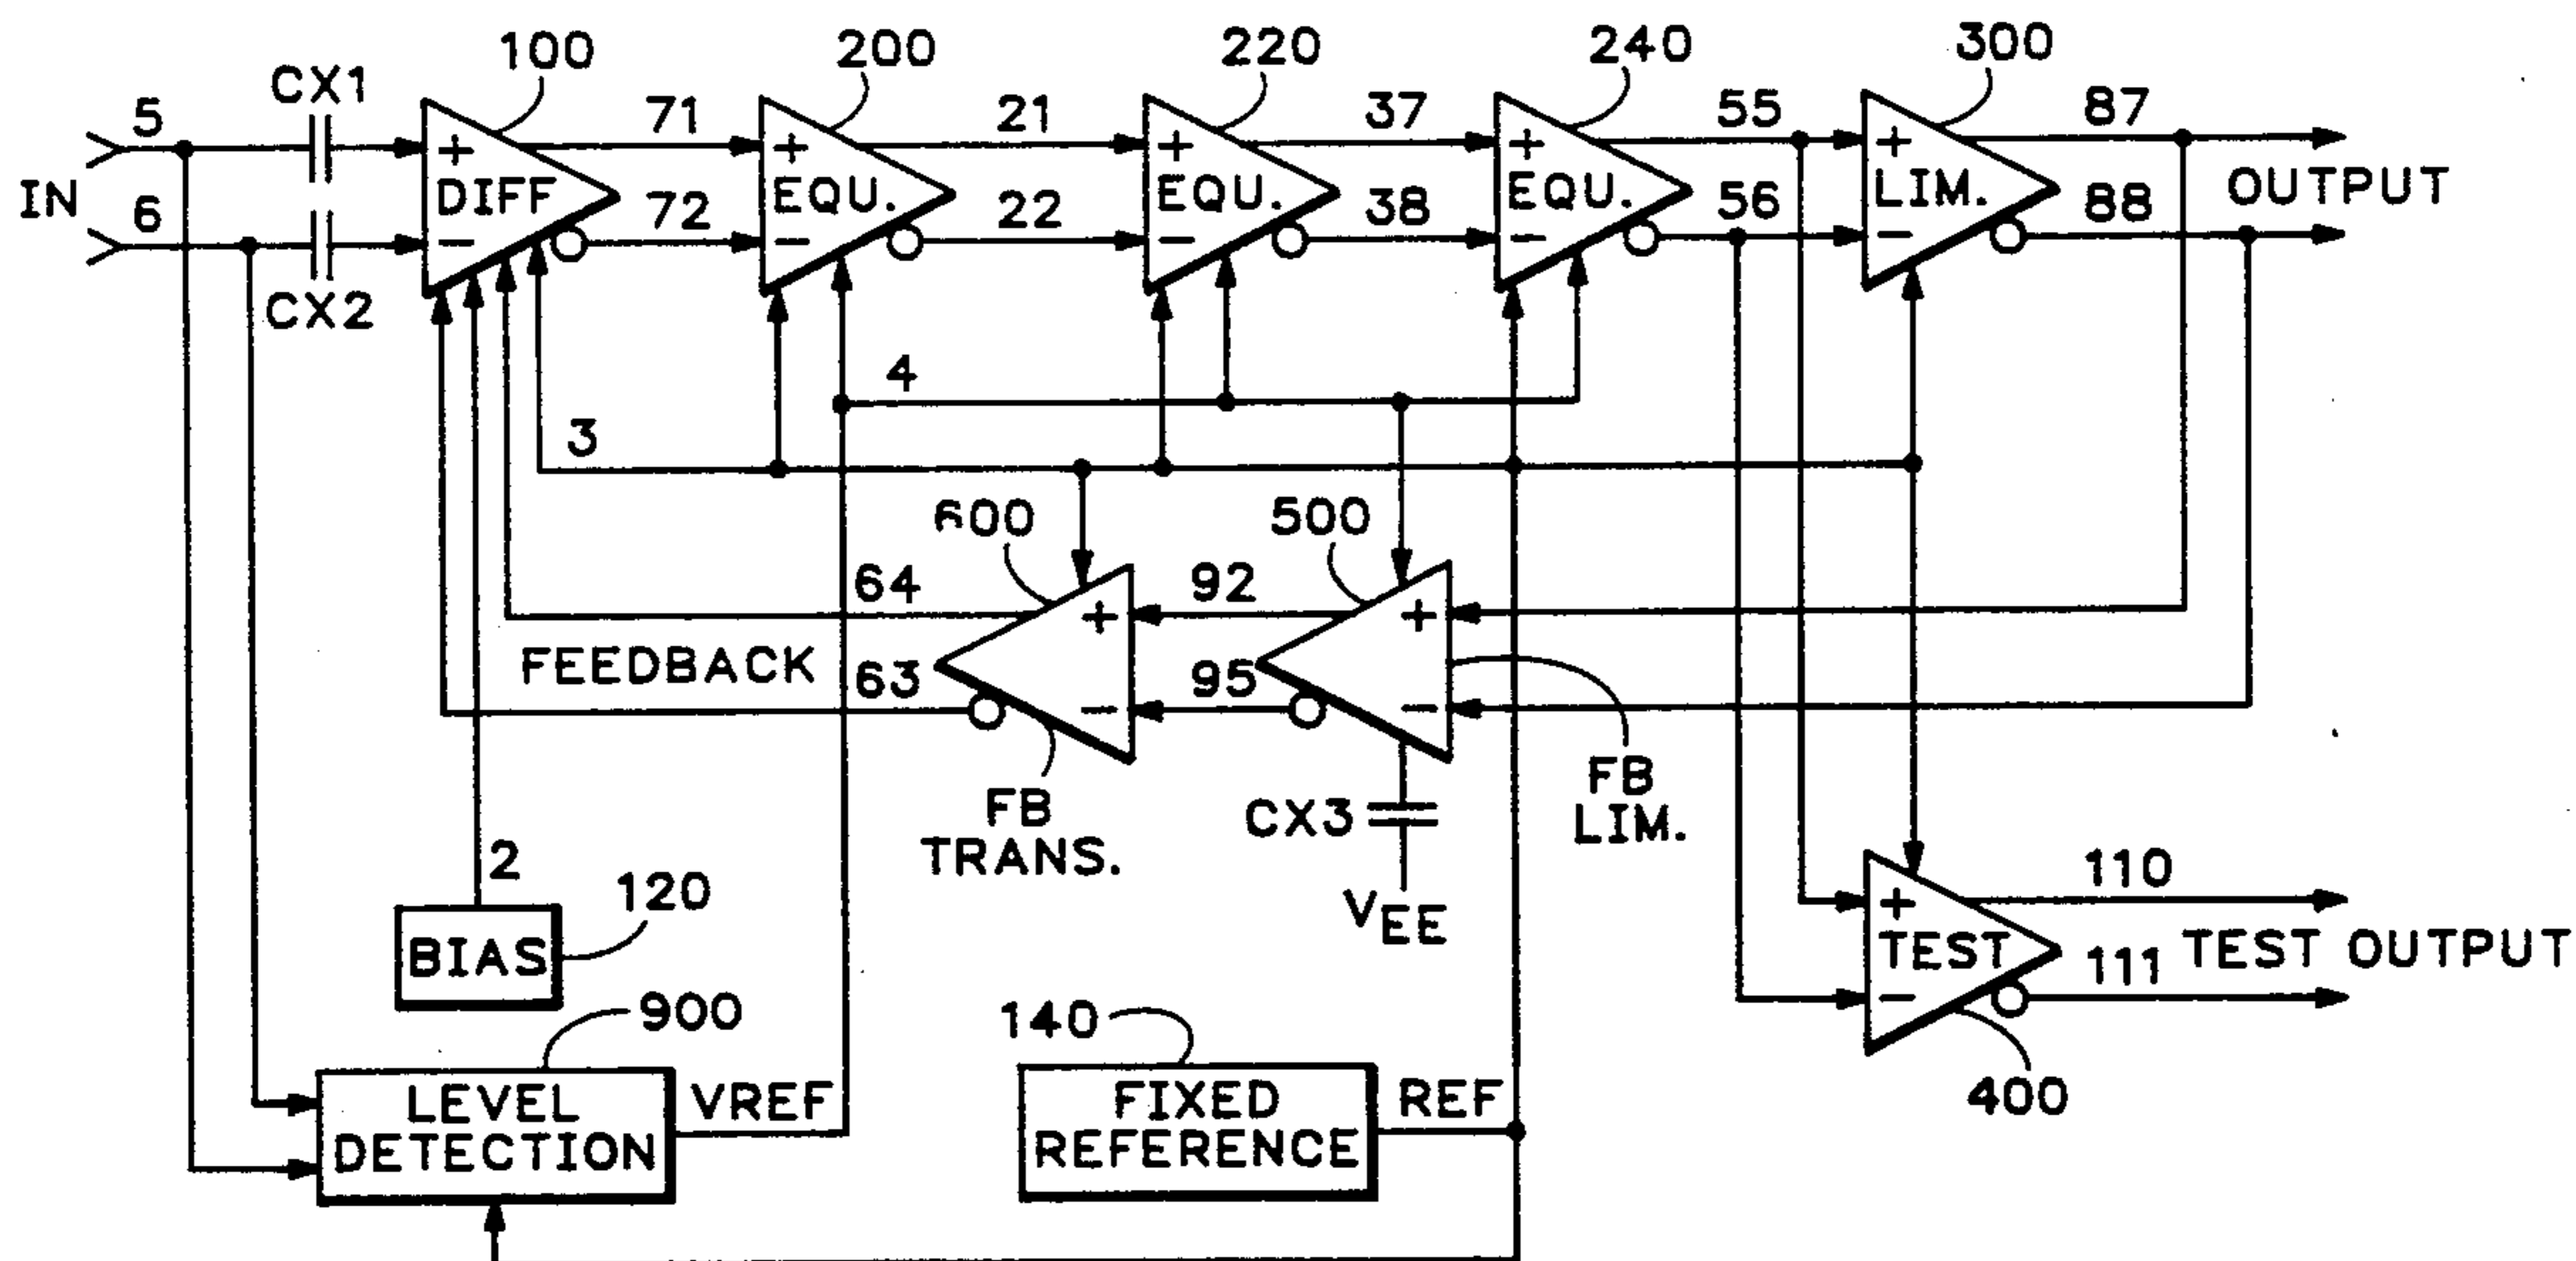 100
200
220
240
300
CX1
5
71
21
37
55
87
+
+
+
+
+
IN
DIFF
EQU.
EQU.
EQU.
LIM.
OUTPUT
6
72
22
38
56
88
−
−
−
−
−
CX2
4
3
600
500
64
92
+
+
FEEDBACK
63
95
−
−
FB
TRANS.
CX3
FB
LIM.
VEE
2
120
BIAS
110
+
TEST
−
111
TEST OUTPUT
900
140
400
LEVEL
DETECTION
VREF
FIXED
REFERENCE
REF